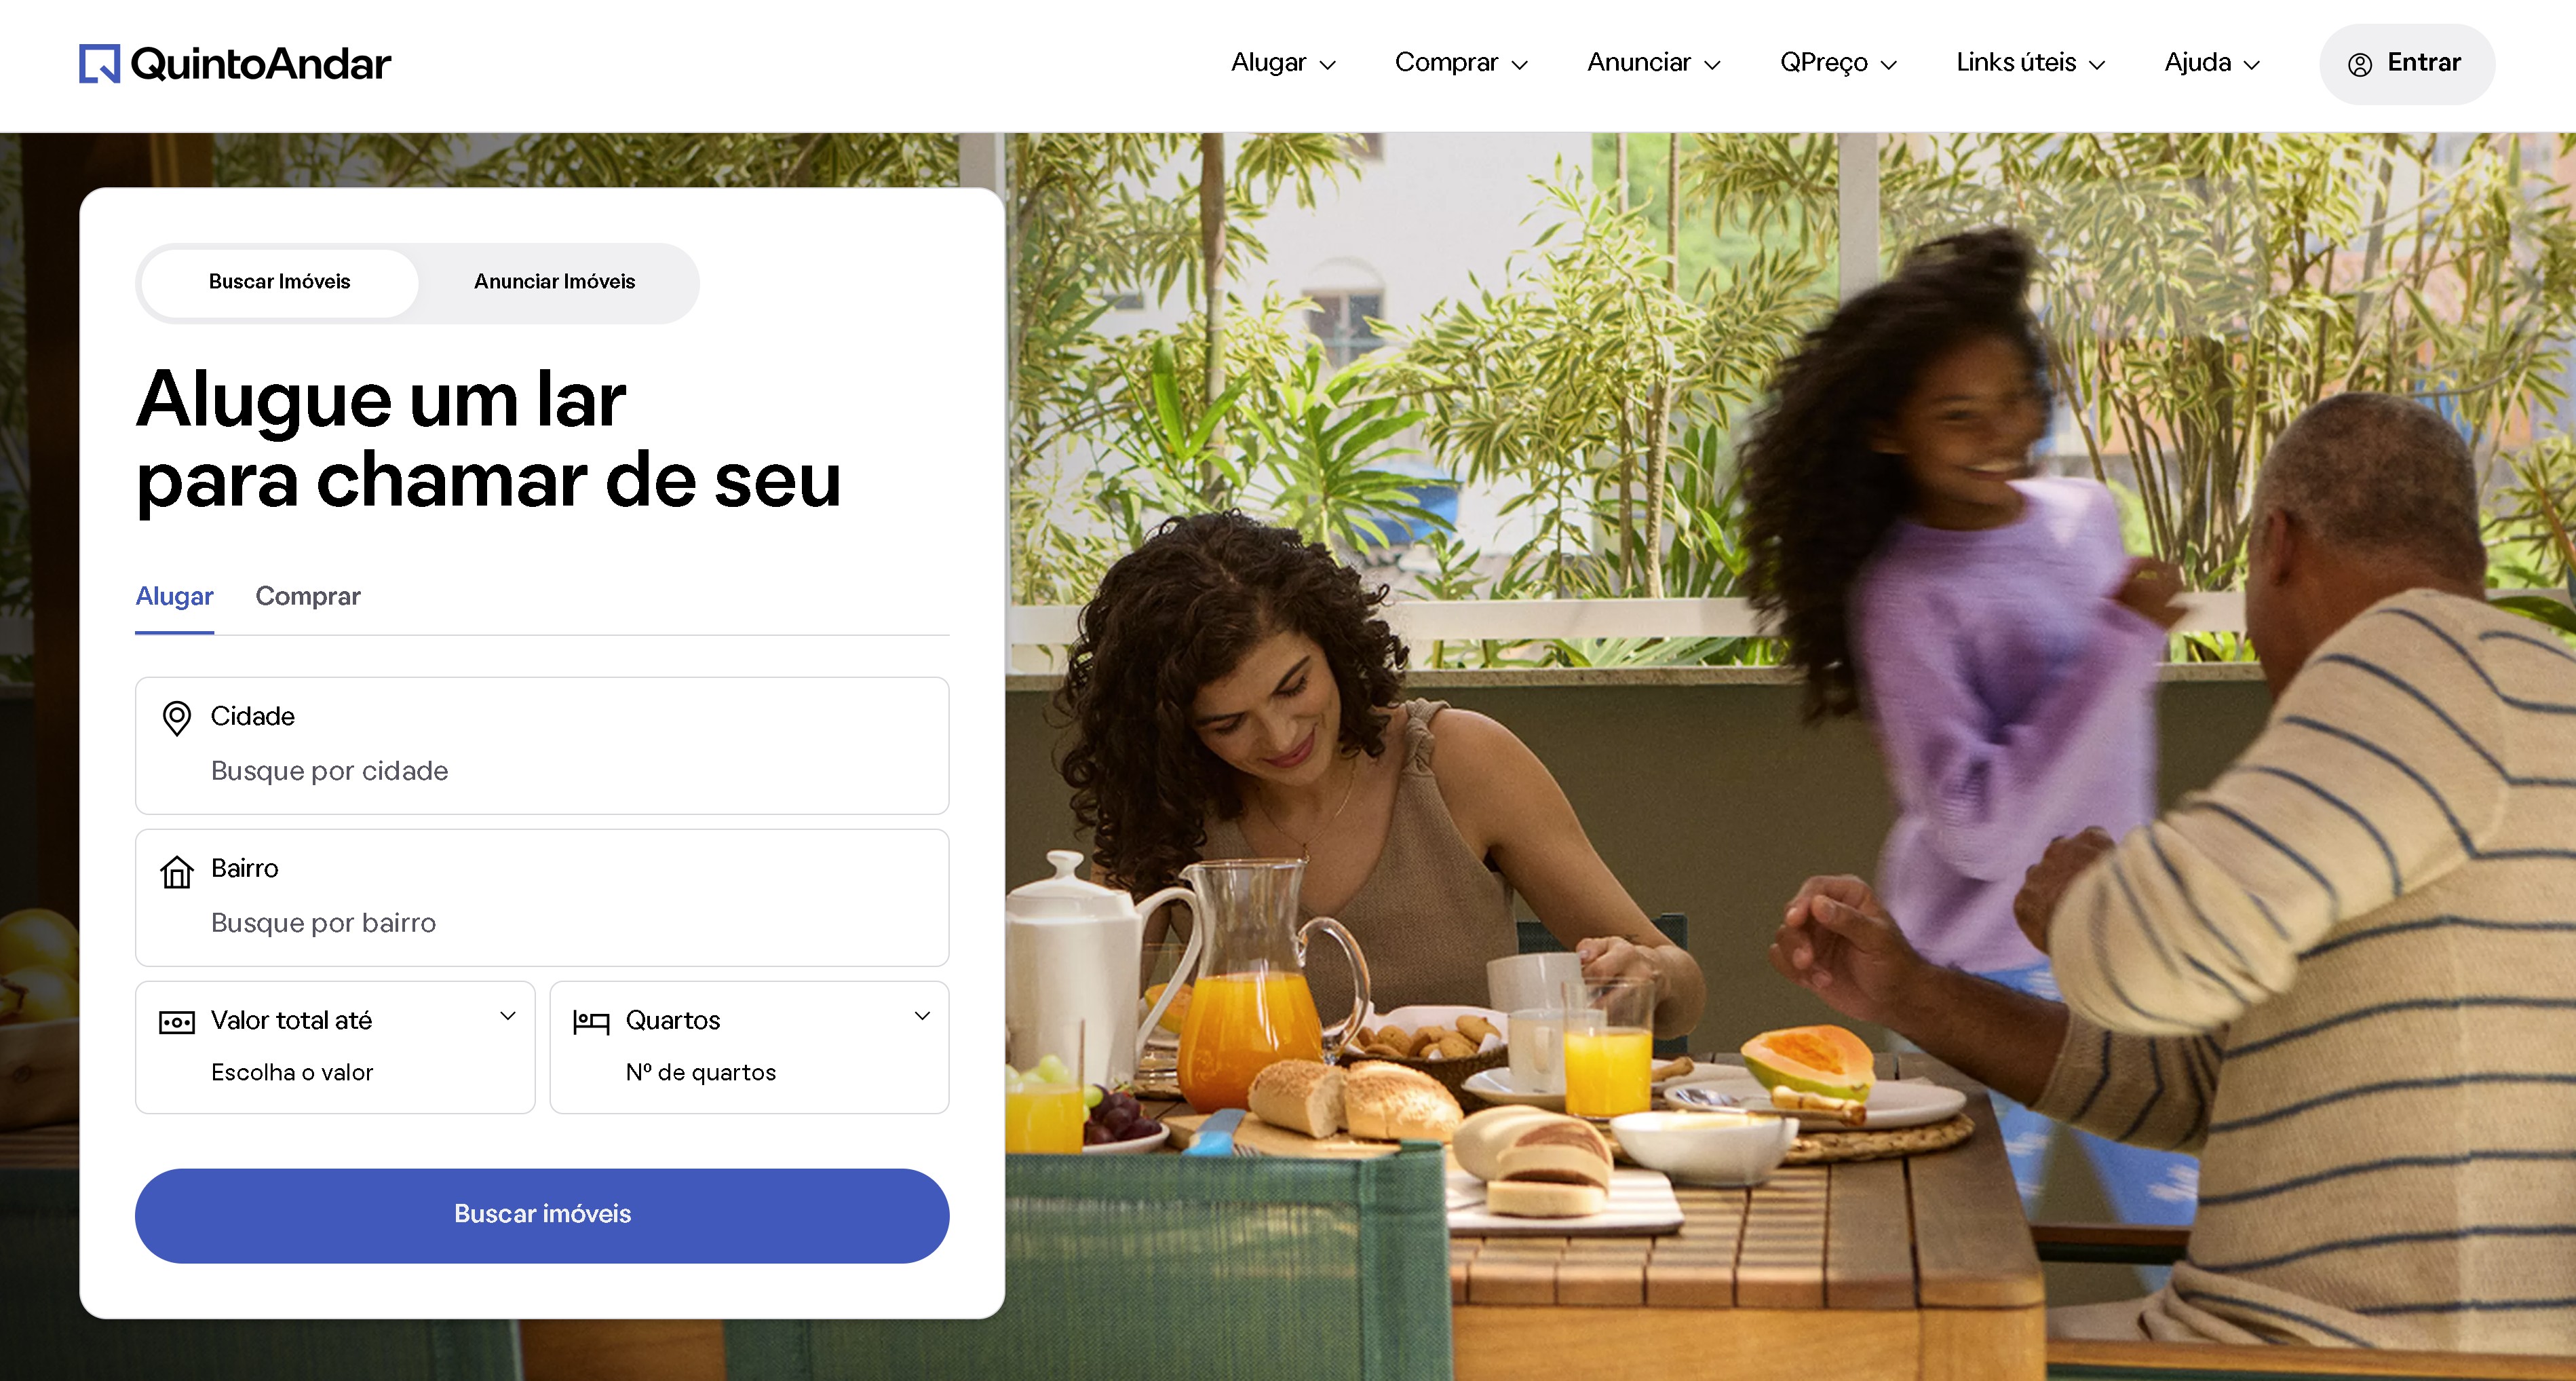 QuintoAndar
Alugar
Comprar
Anunciar
QPreço
Links úteis
Ajuda
Entrar
Buscar Imóveis
Anunciar Imóveis
Alugue um lar
para chamar de seu
Alugar
Comprar
Cidade
Busque por cidade
Bairro
Busque por bairro
Valor total até
Escolha o valor
Quartos
Nº de quartos
Buscar imóveis